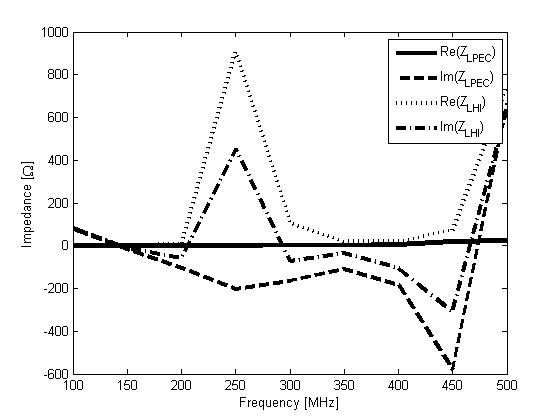 1000
800
600
400
200
0
-200
-400
-600
Impedance [Ω]
Re(Z_LPEC)
Im(Z_LPEC)
Re(Z_LHI)
Im(Z_LHI)
100 150 200 250 300 350 400 450 500
Frequency [MHz]